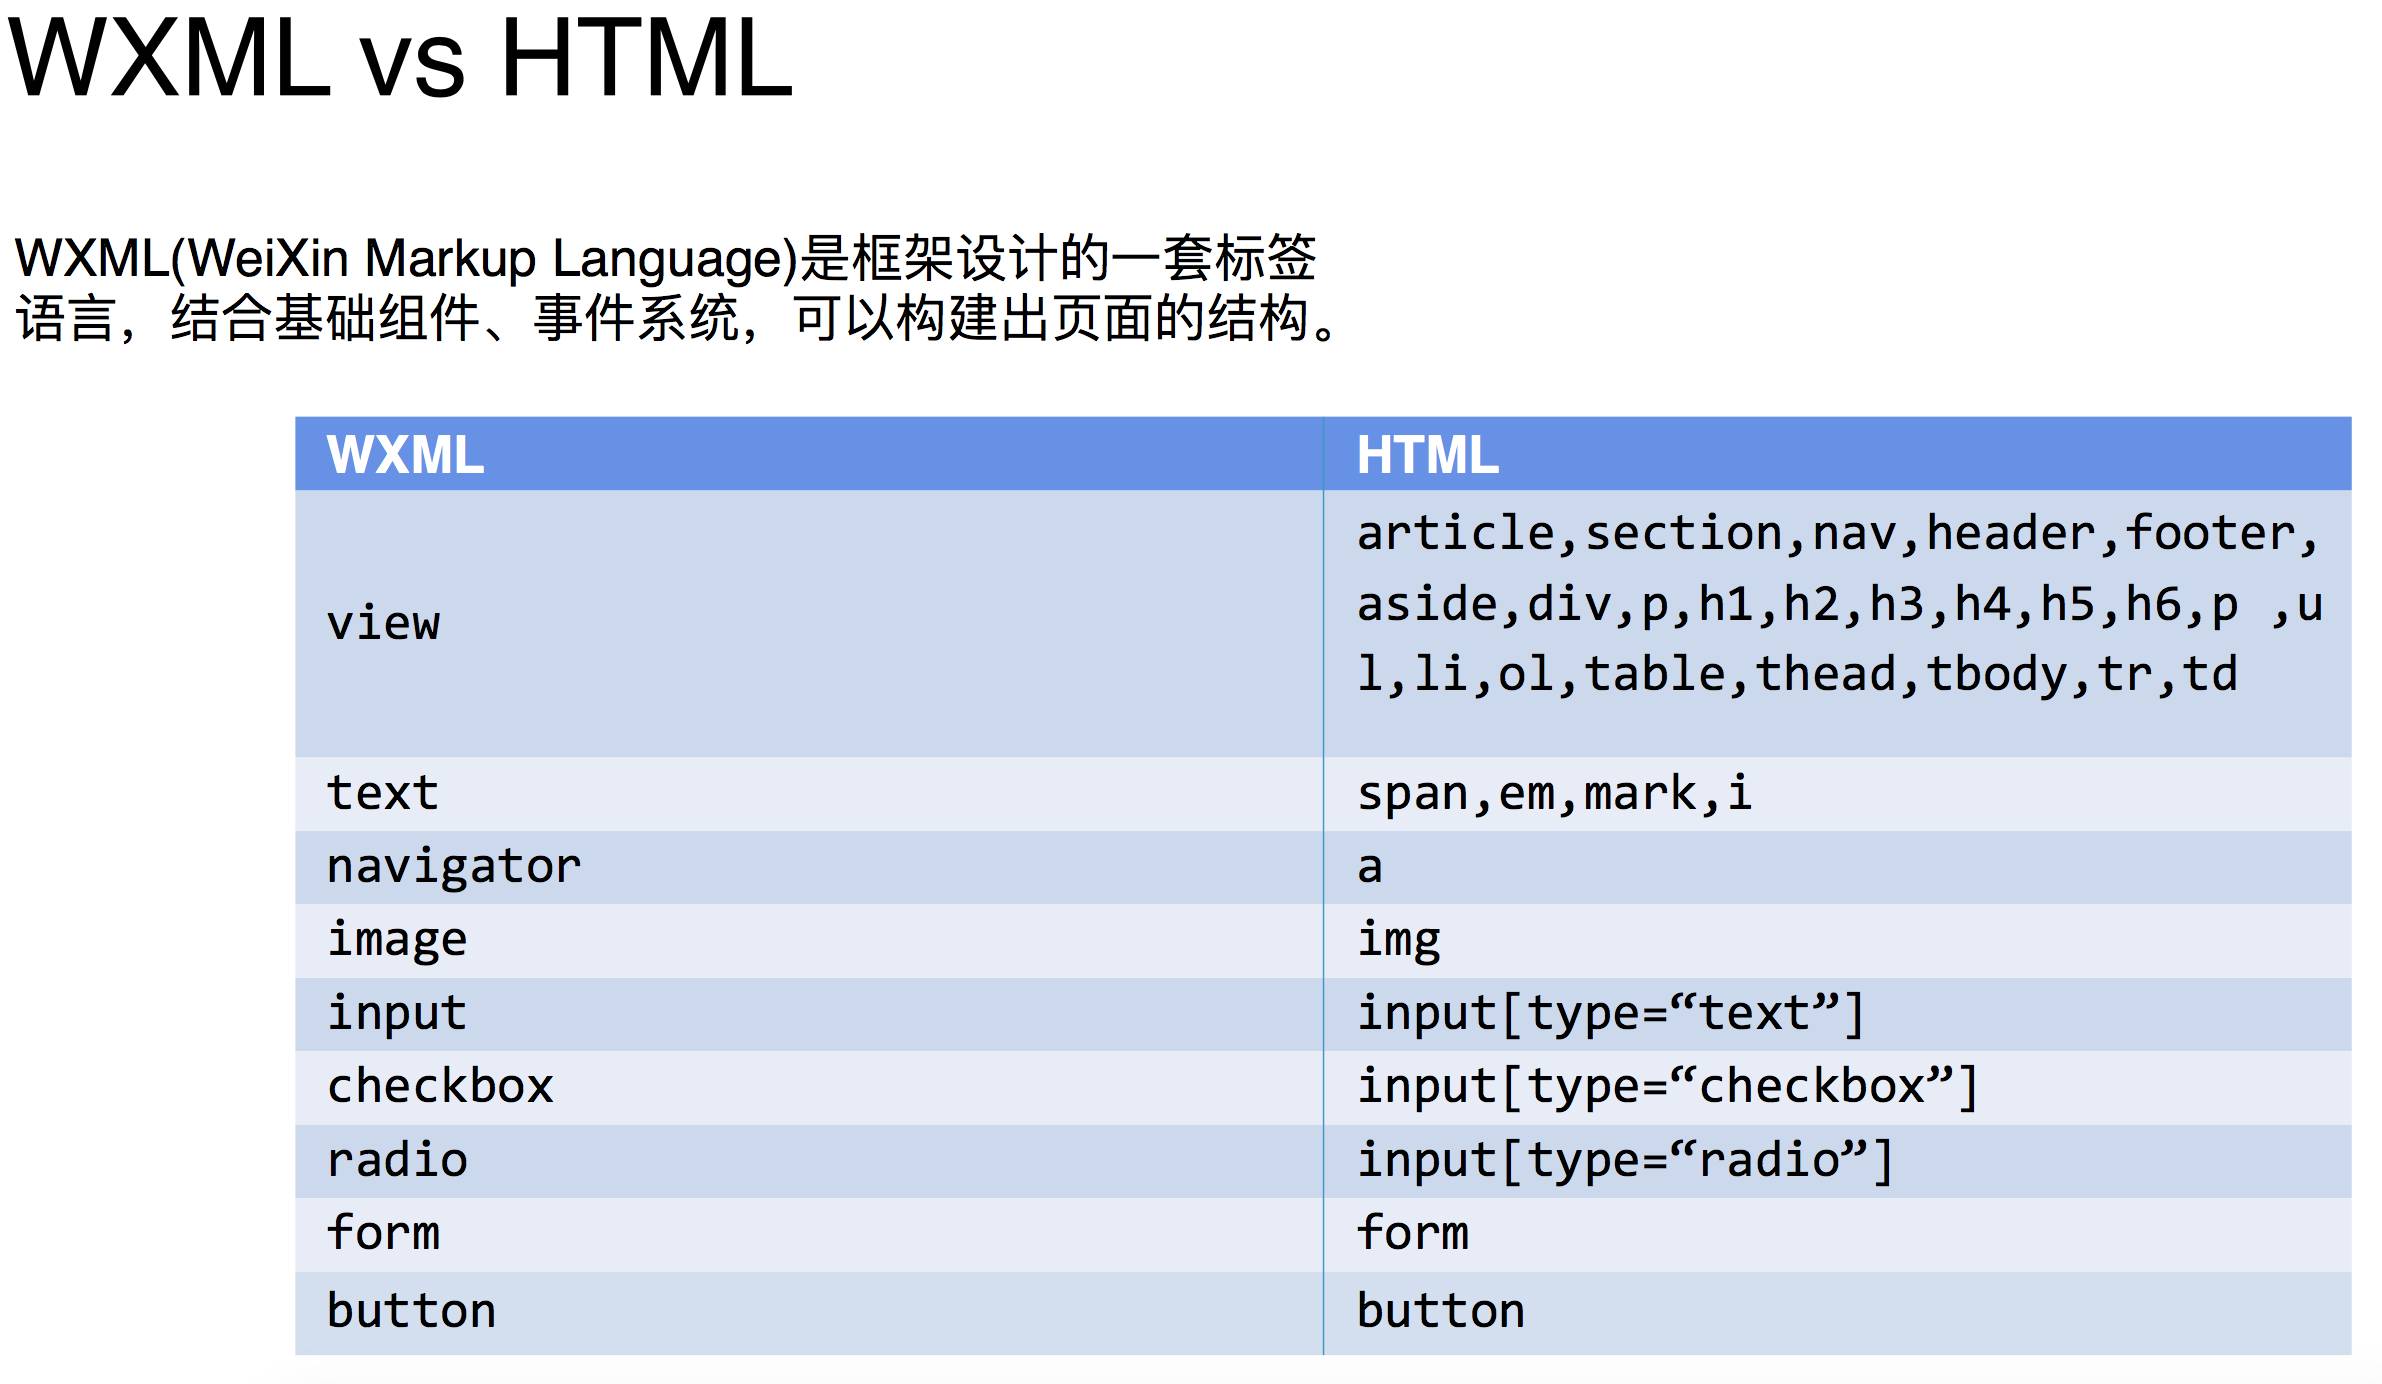 WXML vs HTML
WXML(WeiXin Markup Language)是框架设计的一套标签
语言，结合基础组件、事件系统，可以构建出页面的结构。
WXML HTML
view article,section,nav,header,footer,
aside,div,p,h1,h2,h3,h4,h5,h6,p ,u
l,li,ol,table,thead,tbody,tr,td
text span,em,mark,i
navigator a
image img
input input[type=“text”]
checkbox input[type=“checkbox”]
radio input[type=“radio”]
form form
button button